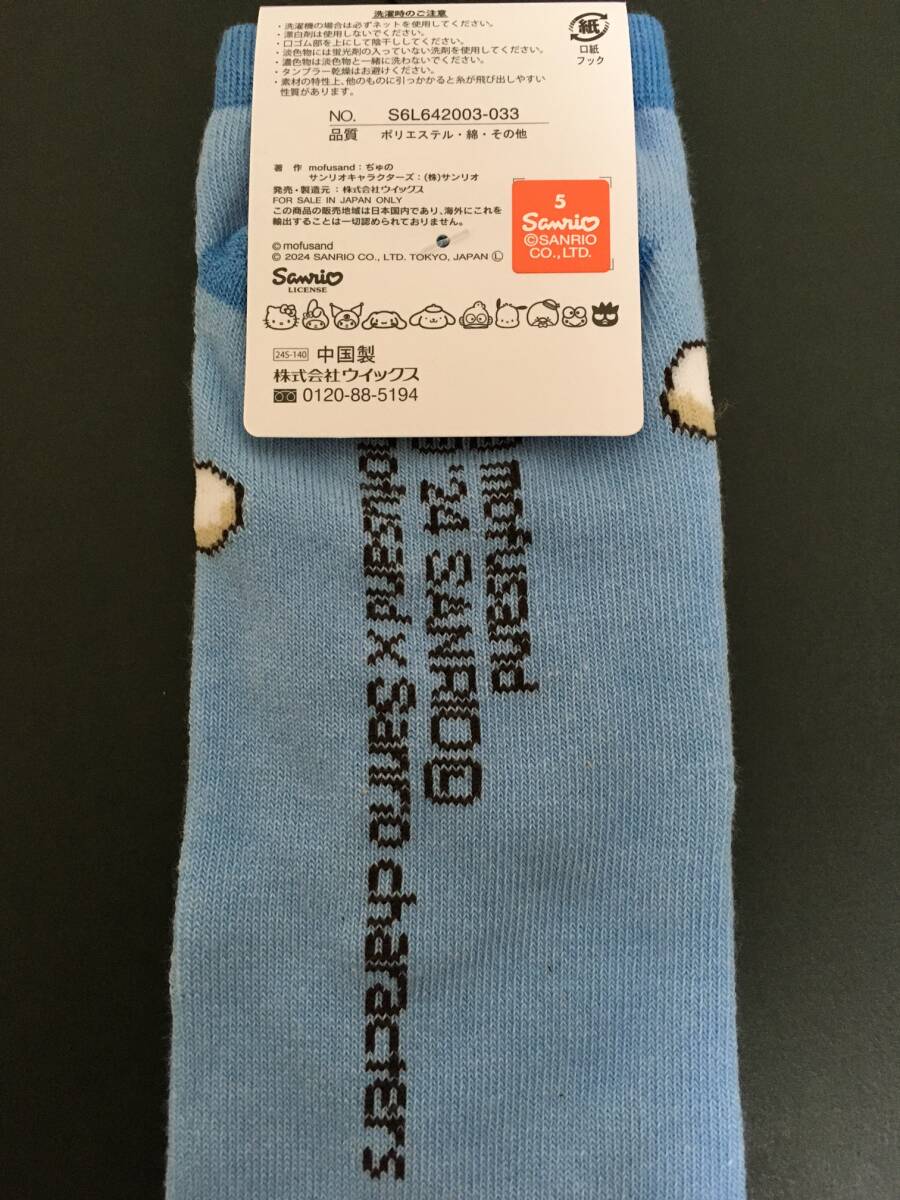 洗濯時のご注意
・洗濯機の場合は必ずネットを使用してください。
・漂白剤は使用しないでください。
・口ゴム部を上にして陰干ししてください。
・淡色物には蛍光剤の入っていない洗剤を使用してください。
・濃色物は淡色物と一緒に洗わないでください。
・タンブラー乾燥はお避けください。
・素材の特性上、他のものに引っかかると糸が飛び出しやすい
性質があります。
紙
口紙
フック
NO. S6L642003-033
品質 ポリエステル・綿・その他
著 作 mofusand：ぢゅの
サンリオキャラクターズ：(株)サンリオ
発売・製造元：株式会社ウイックス
FOR SALE IN JAPAN ONLY
この商品の販売地域は日本国内であり、海外にこれを
輸出することは一切認められておりません。
© mofusand
© 2024 SANRIO CO., LTD. TOKYO, JAPAN Ⓛ
5
Sanrio
©SANRIO
CO., LTD.
Sanrio
LICENSE
24S-140 中国製
株式会社ウイックス
0120-88-5194
mofusand
'24 SANRIO Ⓛ
mofusand x Sanrio characters